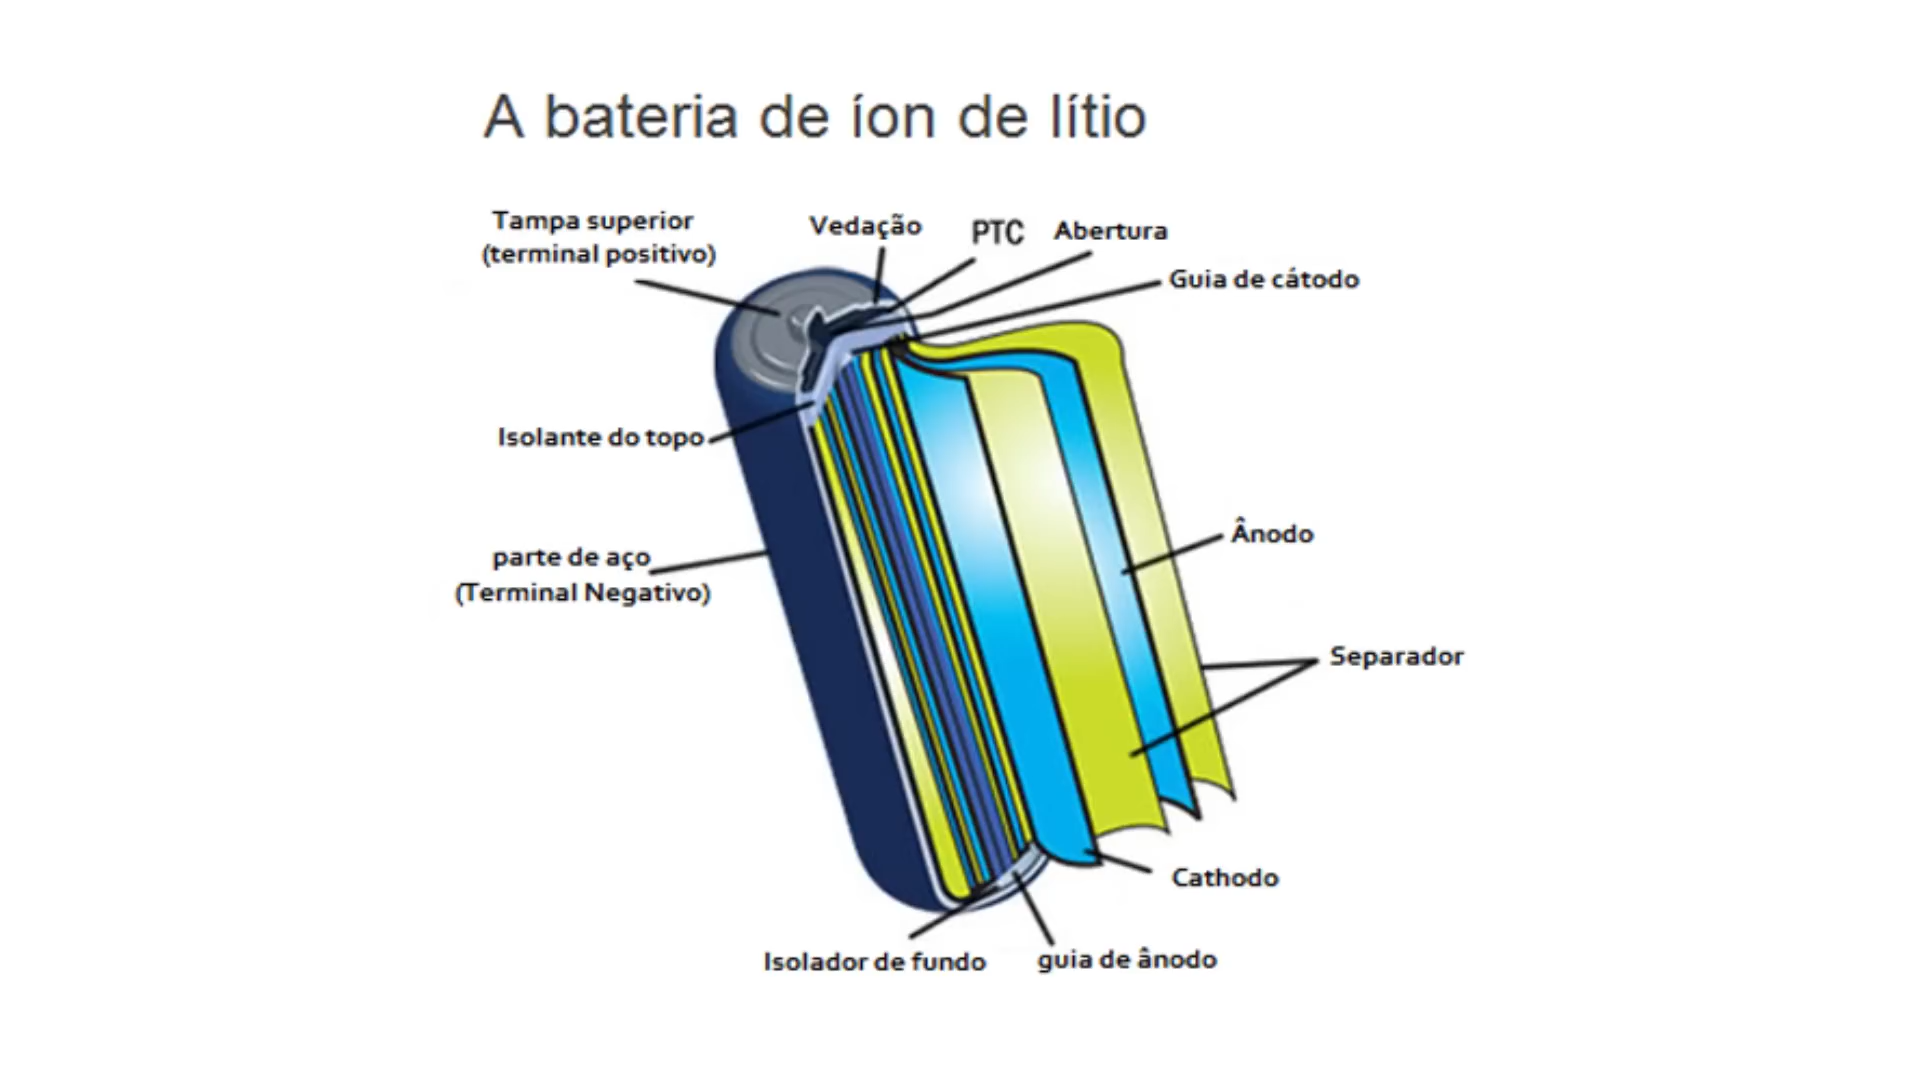 A bateria de íon de lítio
Tampa superior
(terminal positivo)
Vedação
PTC
Abertura
Guia de cátodo
Isolante do topo
parte de aço
(Terminal Negativo)
Ânodo
Separador
Cathodo
Isolador de fundo
guia de ânodo